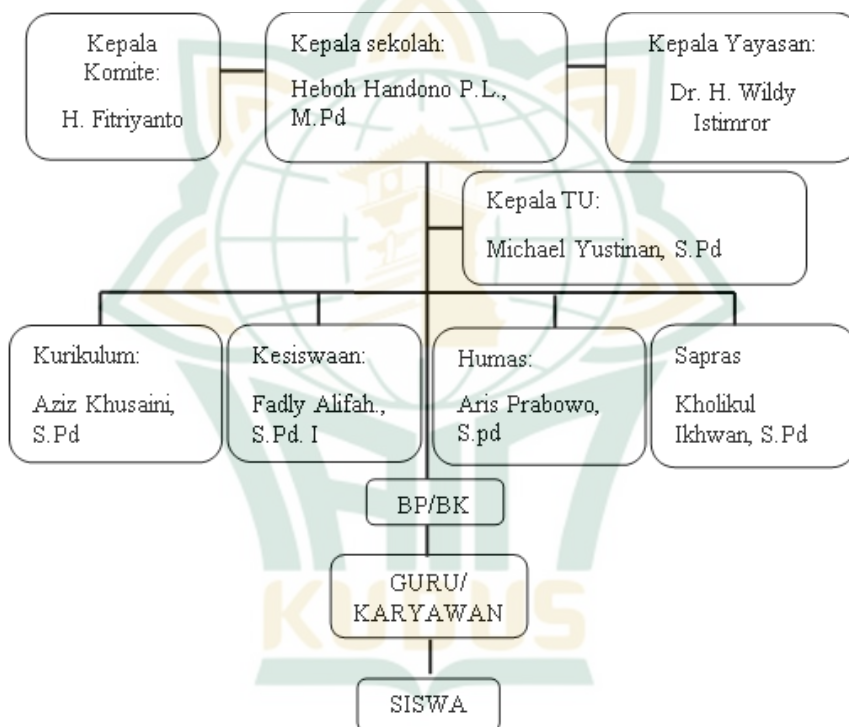 Kepala
Komite:
H. Fitriyanto
Kepala sekolah:
Heboh Handono P.L.,
M.Pd
Kepala Yayasan:
Dr. H. Wildy
Istimror
Kepala TU:
Michael Yustinan, S.Pd
Kurikulum:
Aziz Khusaini,
S.Pd
Kesiswaan:
Fadly Alifah.,
S.Pd. I
Humas:
Aris Prabowo,
S.pd
Sapras
Kholikul
Ikhwan, S.Pd
BP/BK
GURU/
KARYAWAN
KUDUS
SISWA